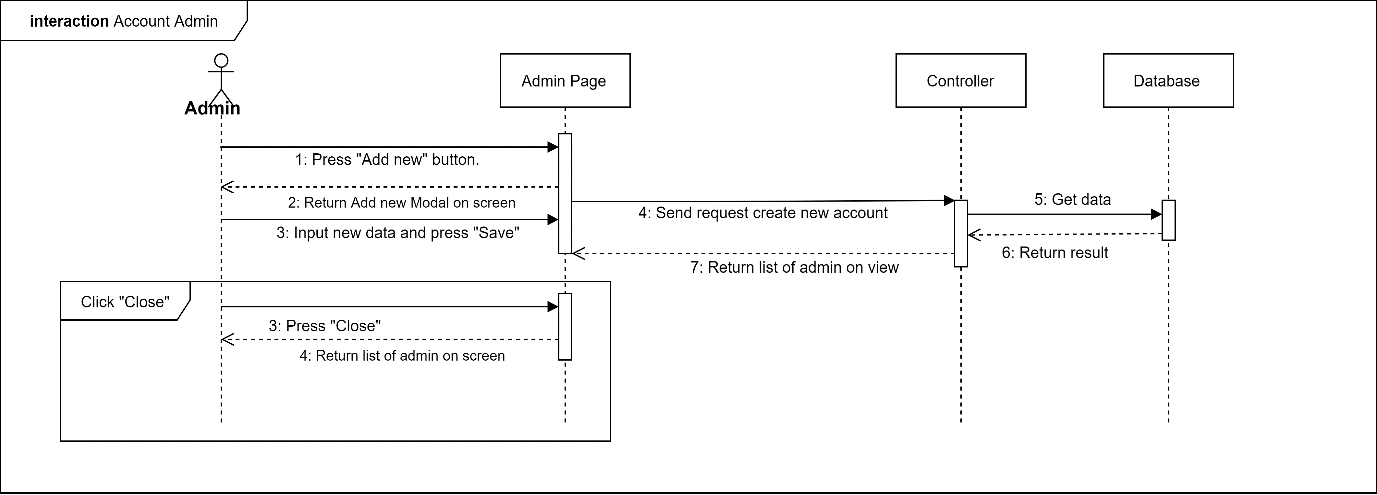 interaction Account Admin
Admin
Admin Page
Controller
Database
1: Press "Add new" button.
2: Return Add new Modal on screen
3: Input new data and press "Save"
4: Send request create new account
5: Get data
6: Return result
7: Return list of admin on view
Click "Close"
3: Press "Close"
4: Return list of admin on screen